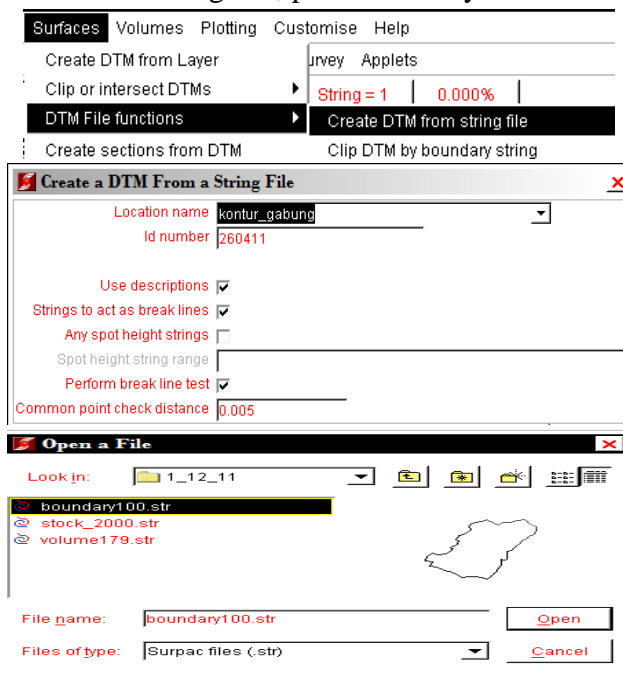 Surfaces Volumes Plotting Customise Help
Create DTM from Layer
urvey Applets
Clip or intersect DTMs
String = 1 0.000%
DTM File functions
Create DTM from string file
Create sections from DTM
Clip DTM by boundary string
Create a DTM From a String File
Location name kontur_gabung
Id number 260411
Use descriptions
Strings to act as break lines
Any spot height strings
Spot height string range
Perform break line test
Common point check distance 0.005
Open a File
Look in: 1_12_11
boundary100.str
stock_2000.str
volume179.str
File name: boundary100.str Open
Files of type: Surpac files (.str) Cancel